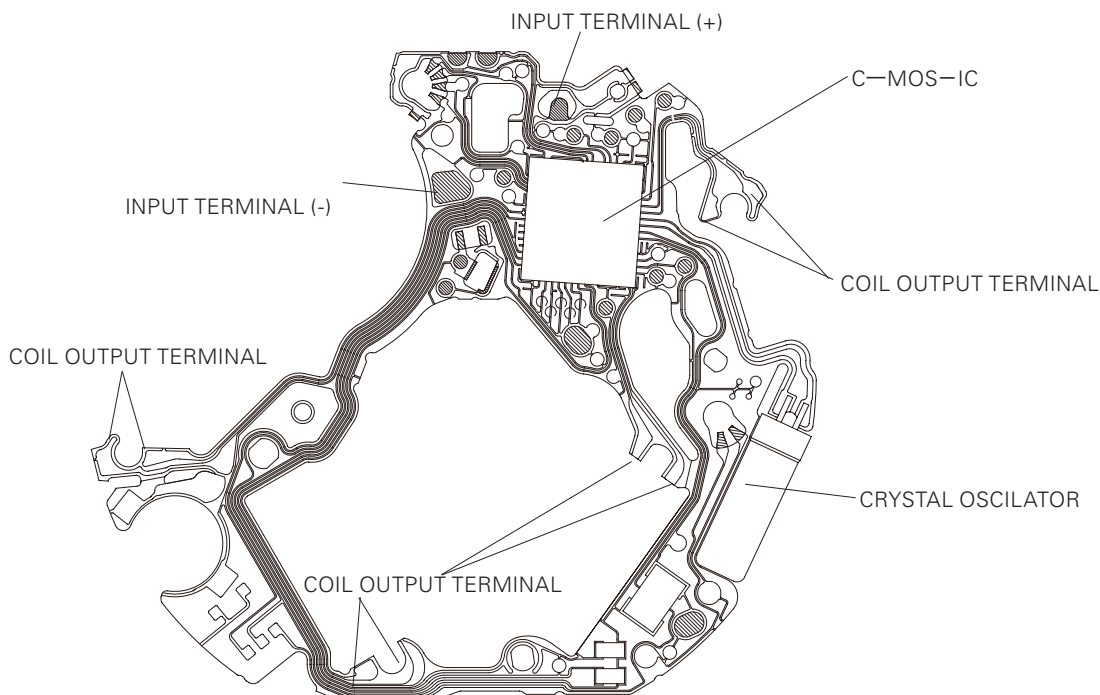 INPUT TERMINAL (+)
C-MOS-IC
INPUT TERMINAL (-)
COIL OUTPUT TERMINAL
COIL OUTPUT TERMINAL
CRYSTAL OSCILATOR
COIL OUTPUT TERMINAL